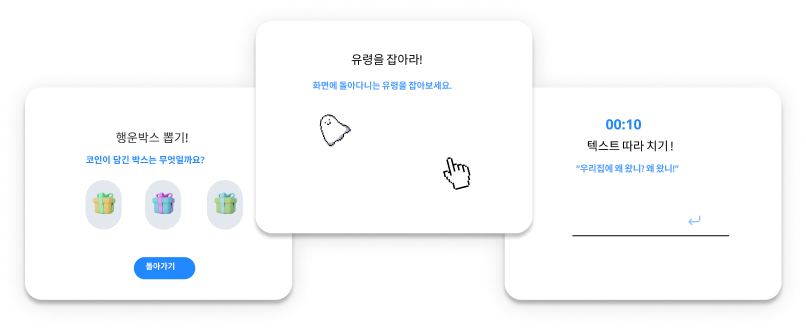 행운박스 뽑기!
코인이 담긴 박스는 무엇일까요?
돌아가기
유령을 잡아라!
화면에 돌아다니는 유령을 잡아보세요.
00:10
텍스트 따라 치기 !
"우리집에 왜 왔니? 왜 왔니!"